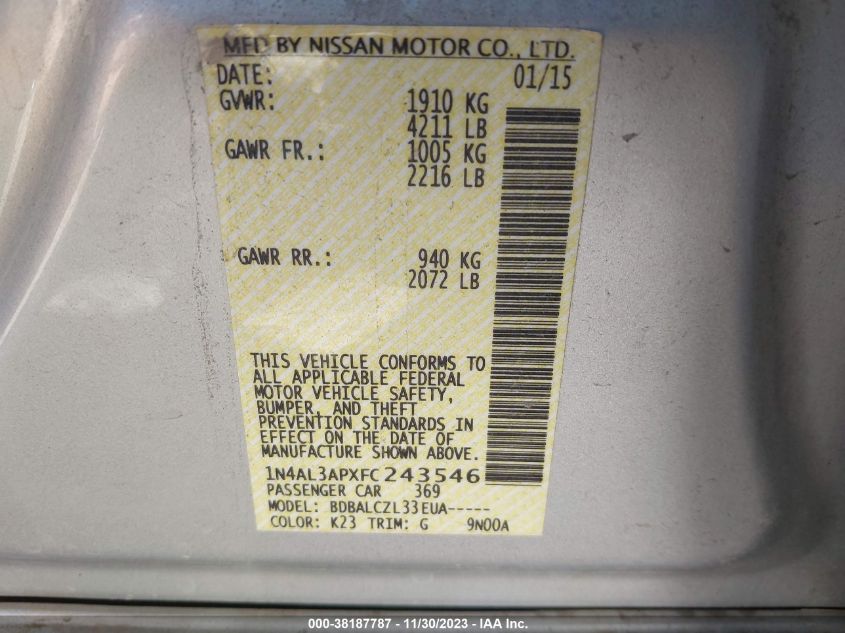 MFD BY NISSAN MOTOR CO., LTD.
DATE: 01/15
GVWR: 1910 KG
4211 LB
GAWR FR.: 1005 KG
2216 LB
GAWR RR.: 940 KG
2072 LB
THIS VEHICLE CONFORMS TO
ALL APPLICABLE FEDERAL
MOTOR VEHICLE SAFETY,
BUMPER, AND THEFT
PREVENTION STANDARDS IN
EFFECT ON THE DATE OF
MANUFACTURE SHOWN ABOVE.
1N4AL3APXFC243546
PASSENGER CAR 369
MODEL: BDBALCZL33EUA-----
COLOR: K23 TRIM: G 9N00A
000-38187787 - 11/30/2023 - IAA Inc.